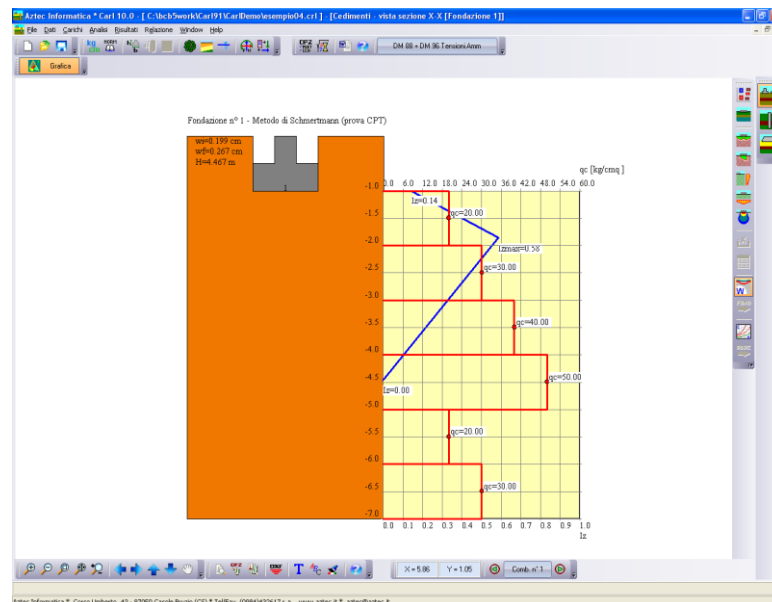 Aztec Informatica * Carl 10.0 - [ C:\bcb5work\Carl91\CarlDemo\esempio04.crl ] - [Cedimenti - vista sezione X-X [Fondazione 1]]
File Dati Carichi Analisi Risultati Relazione Window Help
DM 88 + DM 96 Tensioni Amm
Grafica
Fondazione n° 1 - Metodo di Schmertmann (prova CPT)
wi=0.199 cm
wf=0.267 cm
H=4.467 m
1
qc [kg/cmq]
0.0 6.0 12.0 18.0 24.0 30.0 36.0 42.0 48.0 54.0 60.0
-1.0
Iz=0.14
qc=20.00
-1.5
-2.0
Izmax=0.58
-2.5
qc=30.00
-3.0
-3.5
qc=40.00
-4.0
-4.5
qc=50.00
Iz=0.00
-5.0
-5.5
qc=20.00
-6.0
-6.5
qc=30.00
-7.0
0.0 0.1 0.2 0.3 0.4 0.5 0.6 0.7 0.8 0.9 1.0
Iz
X = 5.86 Y = 1.05 Comb. n° 1